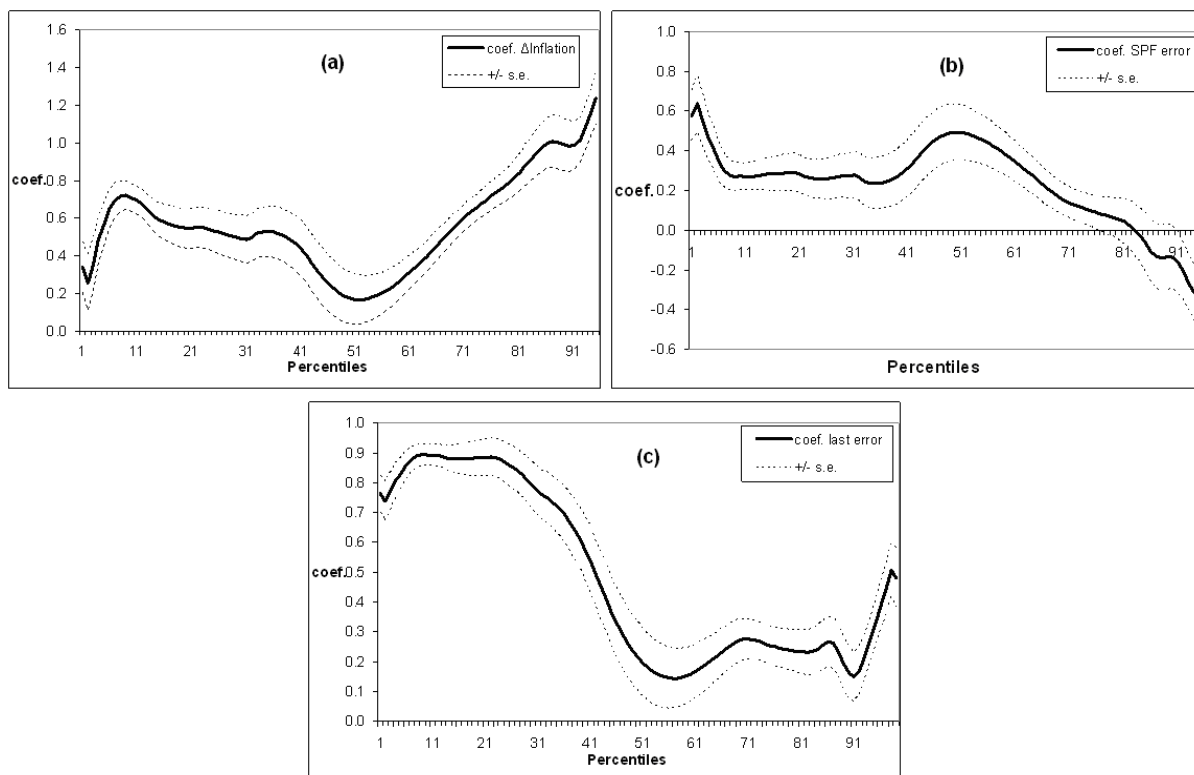 (a)
coef. ΔInflation
+/- s.e.
1.6
1.4
1.2
1.0
0.8
coef.
0.6
0.4
0.2
0.0
1 11 21 31 41 51 61 71 81 91
Percentiles
(b)
coef. SPF error
+/- s.e.
1.0
0.8
0.6
0.4
coef.
0.2
0.0
1 11 21 31 41 51 61 71 81 91
-0.2
-0.4
-0.6
Percentiles
(c)
coef. last error
+/- s.e.
1.0
0.9
0.8
0.7
0.6
coef.
0.5
0.4
0.3
0.2
0.1
0.0
1 11 21 31 41 51 61 71 81 91
Percentiles